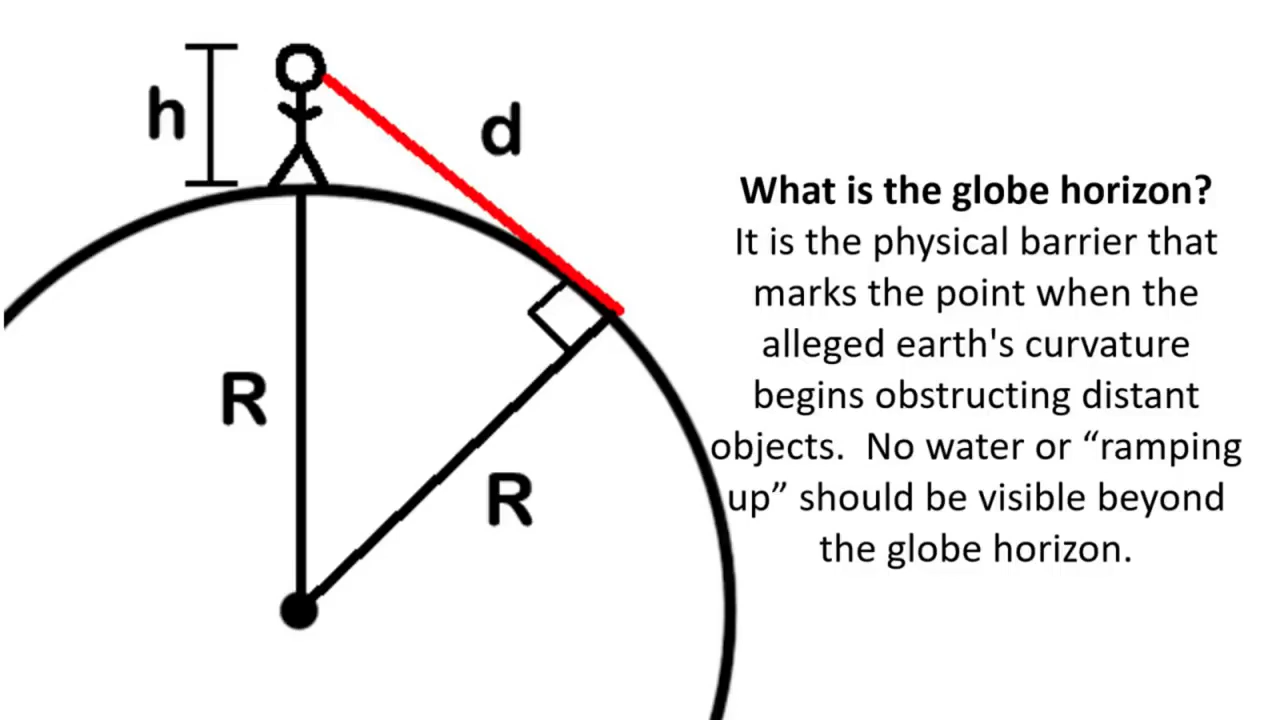 h
d
R
R
What is the globe horizon?
It is the physical barrier that
marks the point when the
alleged earth's curvature
begins obstructing distant
objects.  No water or “ramping
up” should be visible beyond
the globe horizon.